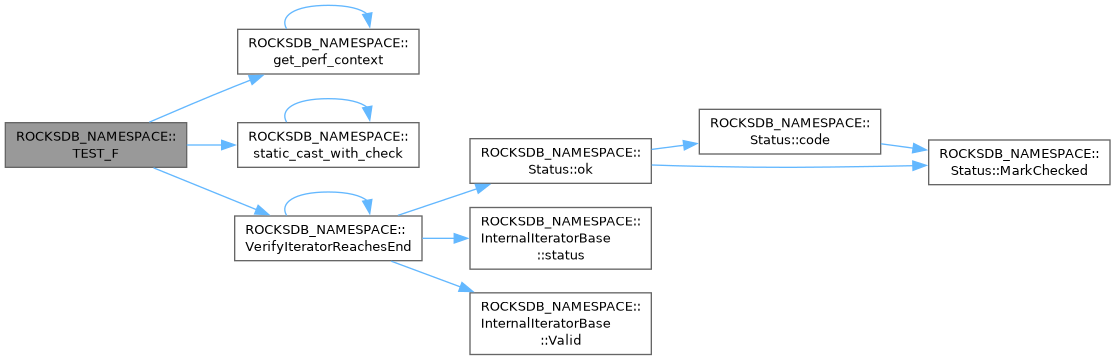 ROCKSDB_NAMESPACE::
get_perf_context
ROCKSDB_NAMESPACE::
TEST_F
ROCKSDB_NAMESPACE::
static_cast_with_check
ROCKSDB_NAMESPACE::
VerifyIteratorReachesEnd
ROCKSDB_NAMESPACE::
Status::ok
ROCKSDB_NAMESPACE::
Status::code
ROCKSDB_NAMESPACE::
Status::MarkChecked
ROCKSDB_NAMESPACE::
InternalIteratorBase
::status
ROCKSDB_NAMESPACE::
InternalIteratorBase
::Valid